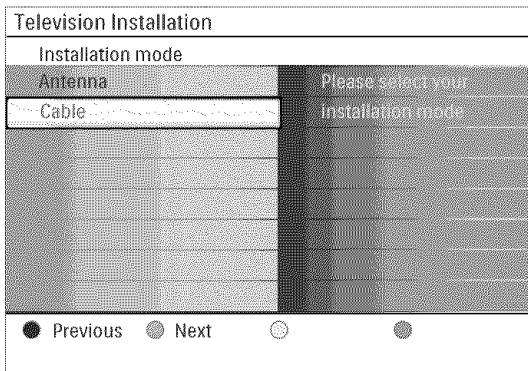 Television Installation
Installation mode
Antenna
Please select your
Cable
installation mode
Previous
Next